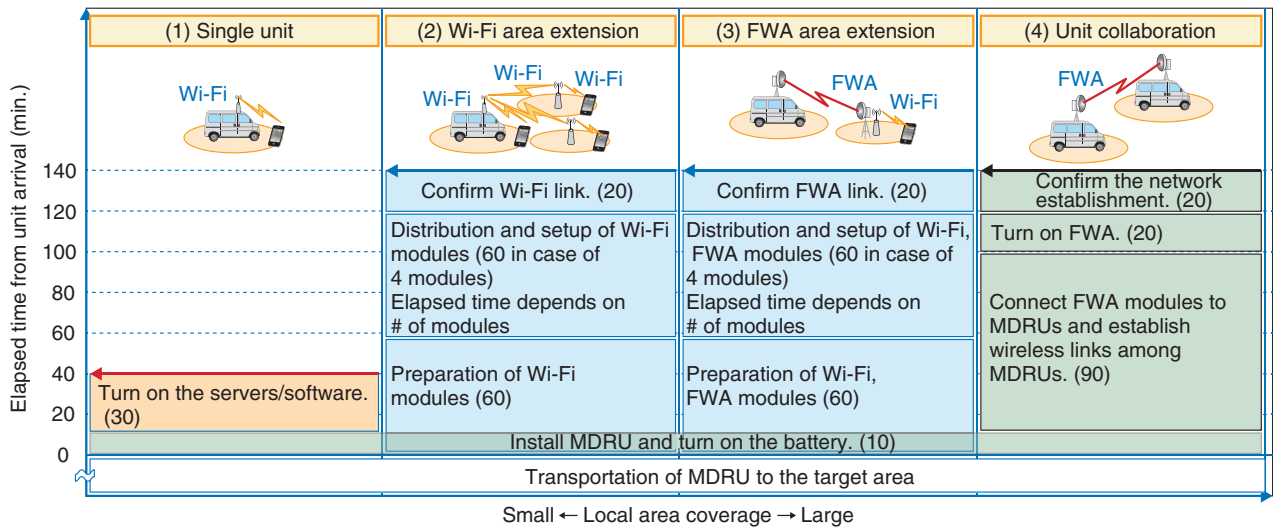 (1) Single unit
(2) Wi-Fi area extension
(3) FWA area extension
(4) Unit collaboration
Wi-Fi
Wi-Fi
Wi-Fi
Wi-Fi
FWA
Wi-Fi
FWA
Elapsed time from unit arrival (min.)
140
120
100
80
60
40
20
0
Turn on the servers/software.
(30)
Confirm Wi-Fi link. (20)
Distribution and setup of Wi-Fi
modules (60 in case of
4 modules)
Elapsed time depends on
# of modules
Preparation of Wi-Fi
modules (60)
Confirm FWA link. (20)
Distribution and setup of Wi-Fi,
FWA modules (60 in case of
4 modules)
Elapsed time depends on
# of modules
Preparation of Wi-Fi,
FWA modules (60)
Confirm the network
establishment. (20)
Turn on FWA. (20)
Connect FWA modules to
MDRUs and establish
wireless links among
MDRUs. (90)
Install MDRU and turn on the battery. (10)
Transportation of MDRU to the target area
Small ← Local area coverage → Large